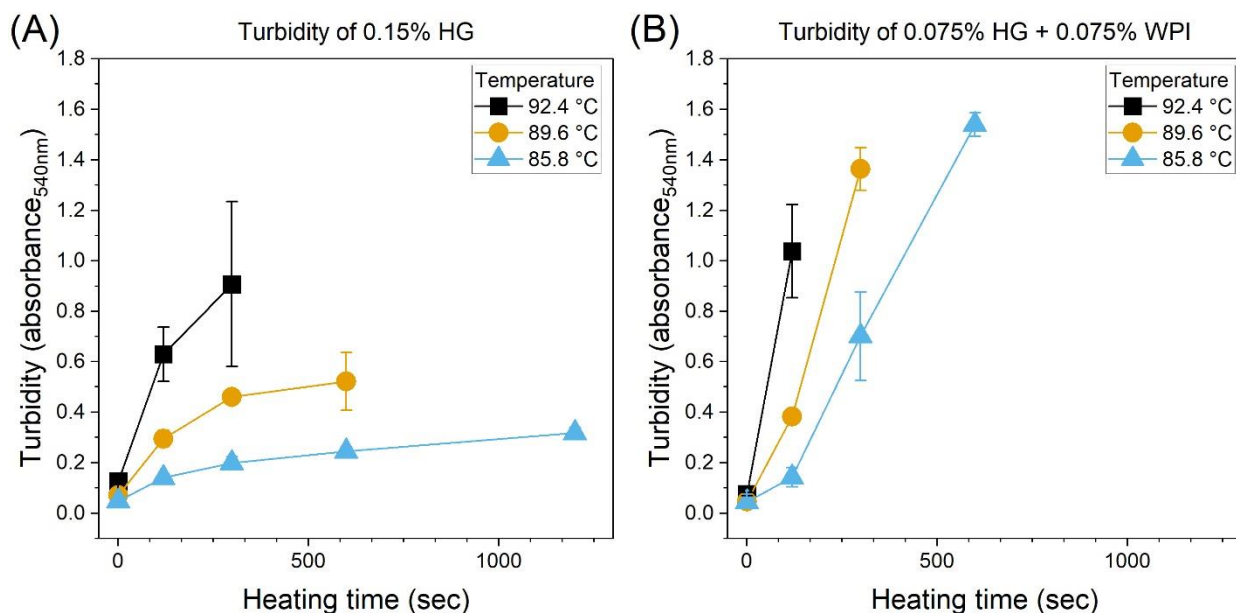 (A)
Turbidity of 0.15% HG
Turbidity (absorbance540nm)
1.8
1.6
1.4
1.2
1.0
0.8
0.6
0.4
0.2
0.0
Temperature
92.4 °C
89.6 °C
85.8 °C
0 500 1000
Heating time (sec)
(B)
Turbidity of 0.075% HG + 0.075% WPI
Turbidity (absorbance540nm)
1.8
1.6
1.4
1.2
1.0
0.8
0.6
0.4
0.2
0.0
Temperature
92.4 °C
89.6 °C
85.8 °C
0 500 1000
Heating time (sec)